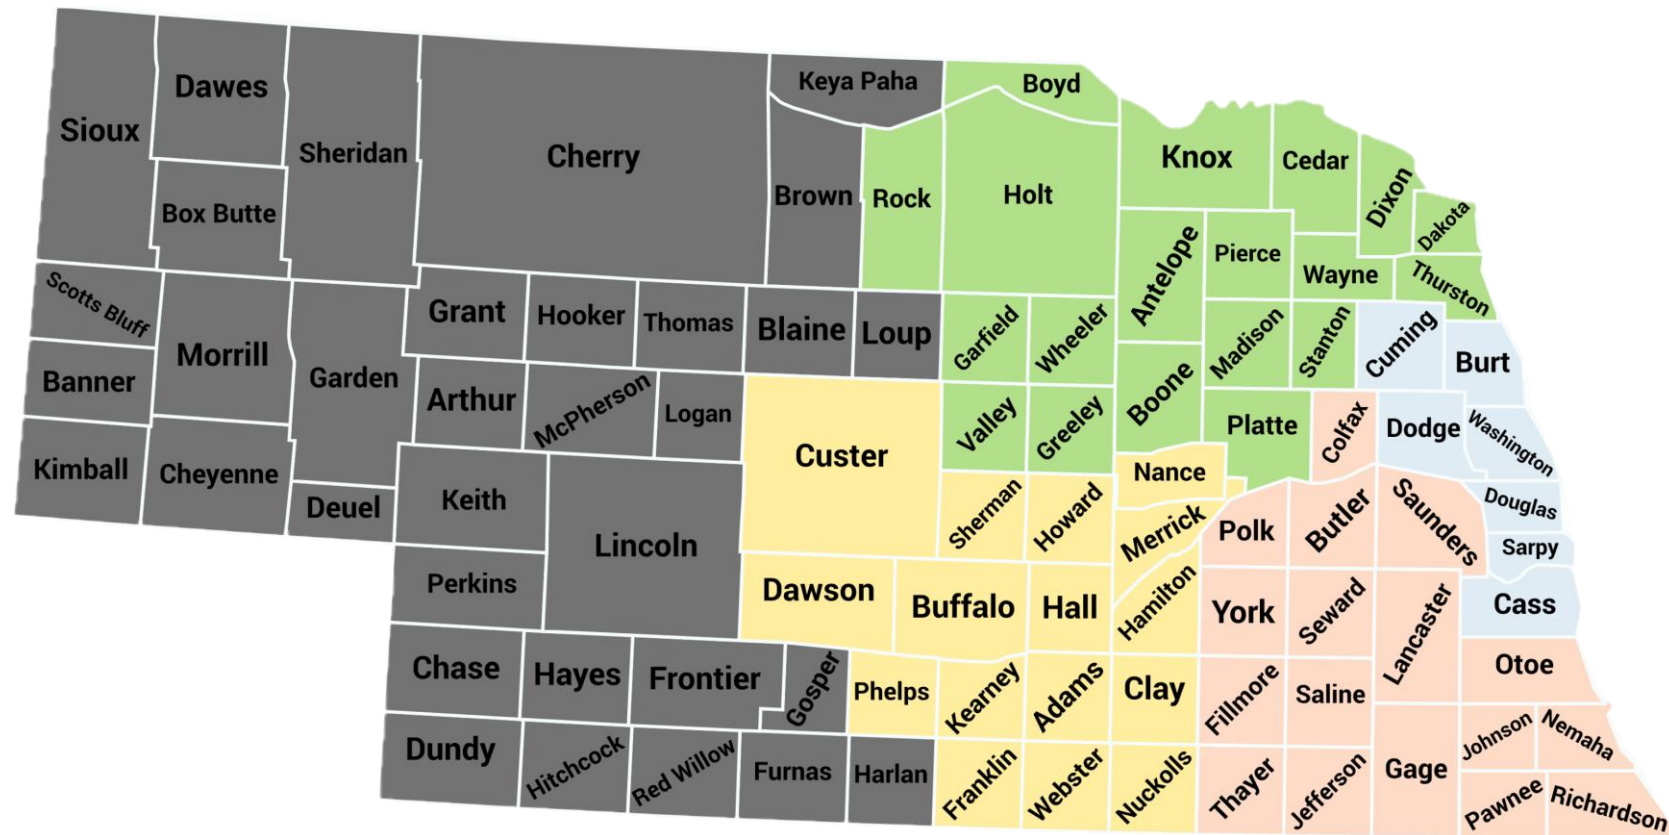 Sioux
Dawes
Sheridan
Cherry
Keya Paha
Boyd
Box Butte
Brown
Rock
Holt
Knox
Cedar
Dixon
Dakota
Scotts Bluff
Morrill
Garden
Grant
Hooker
Thomas
Blaine
Loup
Garfield
Wheeler
Antelope
Pierce
Wayne
Thurston
Madison
Stanton
Cuming
Burt
Banner
Arthur
McPherson
Logan
Custer
Valley
Greeley
Boone
Platte
Colfax
Dodge
Washington
Kimball
Cheyenne
Deuel
Keith
Lincoln
Sherman
Howard
Nance
Merrick
Polk
Butler
Saunders
Douglas
Sarpy
Perkins
Dawson
Buffalo
Hall
Hamilton
York
Seward
Lancaster
Cass
Otoe
Chase
Hayes
Frontier
Gosper
Phelps
Kearney
Adams
Clay
Fillmore
Saline
Dundy
Hitchcock
Red Willow
Furnas
Harlan
Franklin
Webster
Nuckolls
Thayer
Jefferson
Gage
Johnson
Nemaha
Pawnee
Richardson